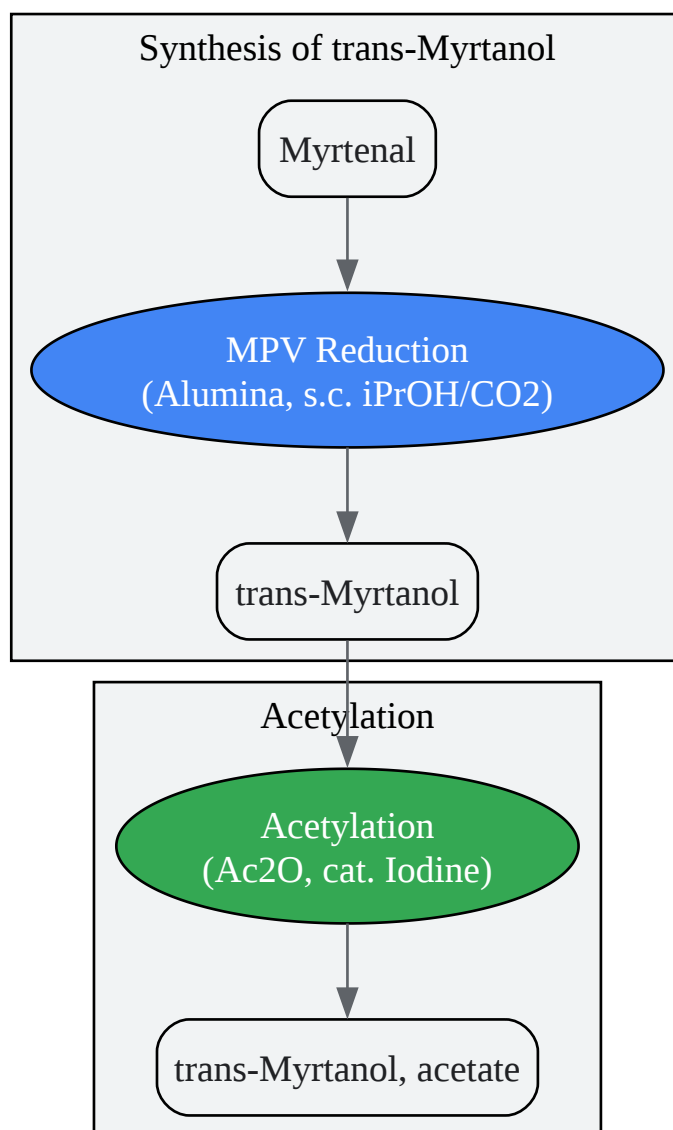 Synthesis of trans-Myrtanol
Myrtenal
MPV Reduction
(Alumina, s.c. iPrOH/CO2)
trans-Myrtanol
Acetylation
Acetylation
(Ac2O, cat. Iodine)
trans-Myrtanol, acetate